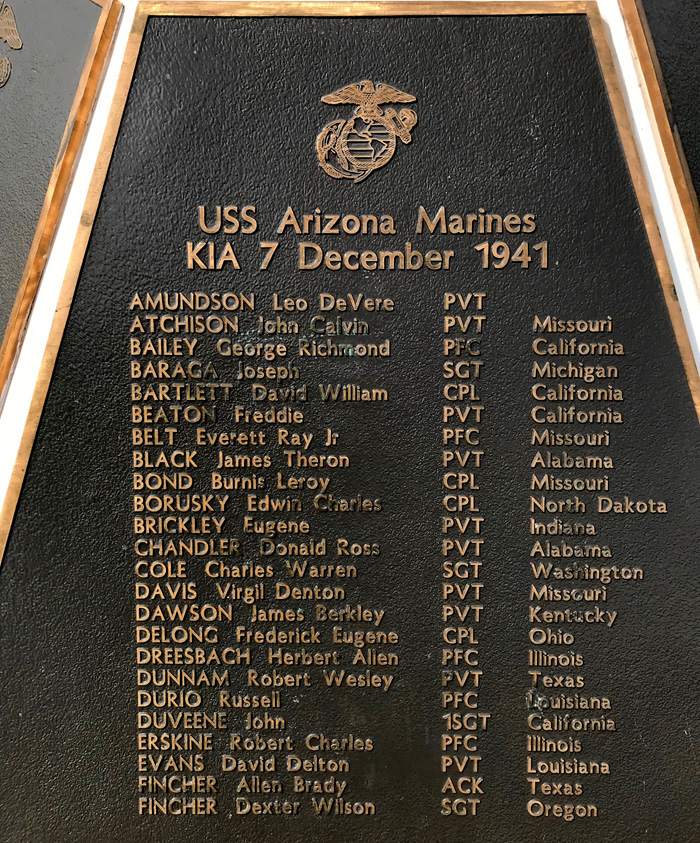 USS Arizona Marines
KIA 7 December 1941
AMUNDSON Leo DeVere PVT
ATCHISON John Calvin PVT Missouri
BAILEY George Richmond PFC California
BARAGA Joseph SGT Michigan
BARTLETT David William CPL California
BEATON Freddie PVT California
BELT Everett Ray Jr PFC Missouri
BLACK James Theron PVT Alabama
BOND Burnis Leroy CPL Missouri
BORUSKY Edwin Charles CPL North Dakota
BRICKLEY Eugene PVT Indiana
CHANDLER Donald Ross PVT Alabama
COLE Charles Warren SGT Washington
DAVIS Virgil Denton PVT Missouri
DAWSON James Berkley PVT Kentucky
DELONG Frederick Eugene CPL Ohio
DREESBACH Herbert Allen PFC Illinois
DUNNAM Robert Wesley PVT Texas
DURIO Russell PFC Louisiana
DUVEENE John 1SGT California
ERSKINE Robert Charles PFC Illinois
EVANS David Delton PVT Louisiana
FINCHER Allen Brady ACK Texas
FINCHER Dexter Wilson SGT Oregon